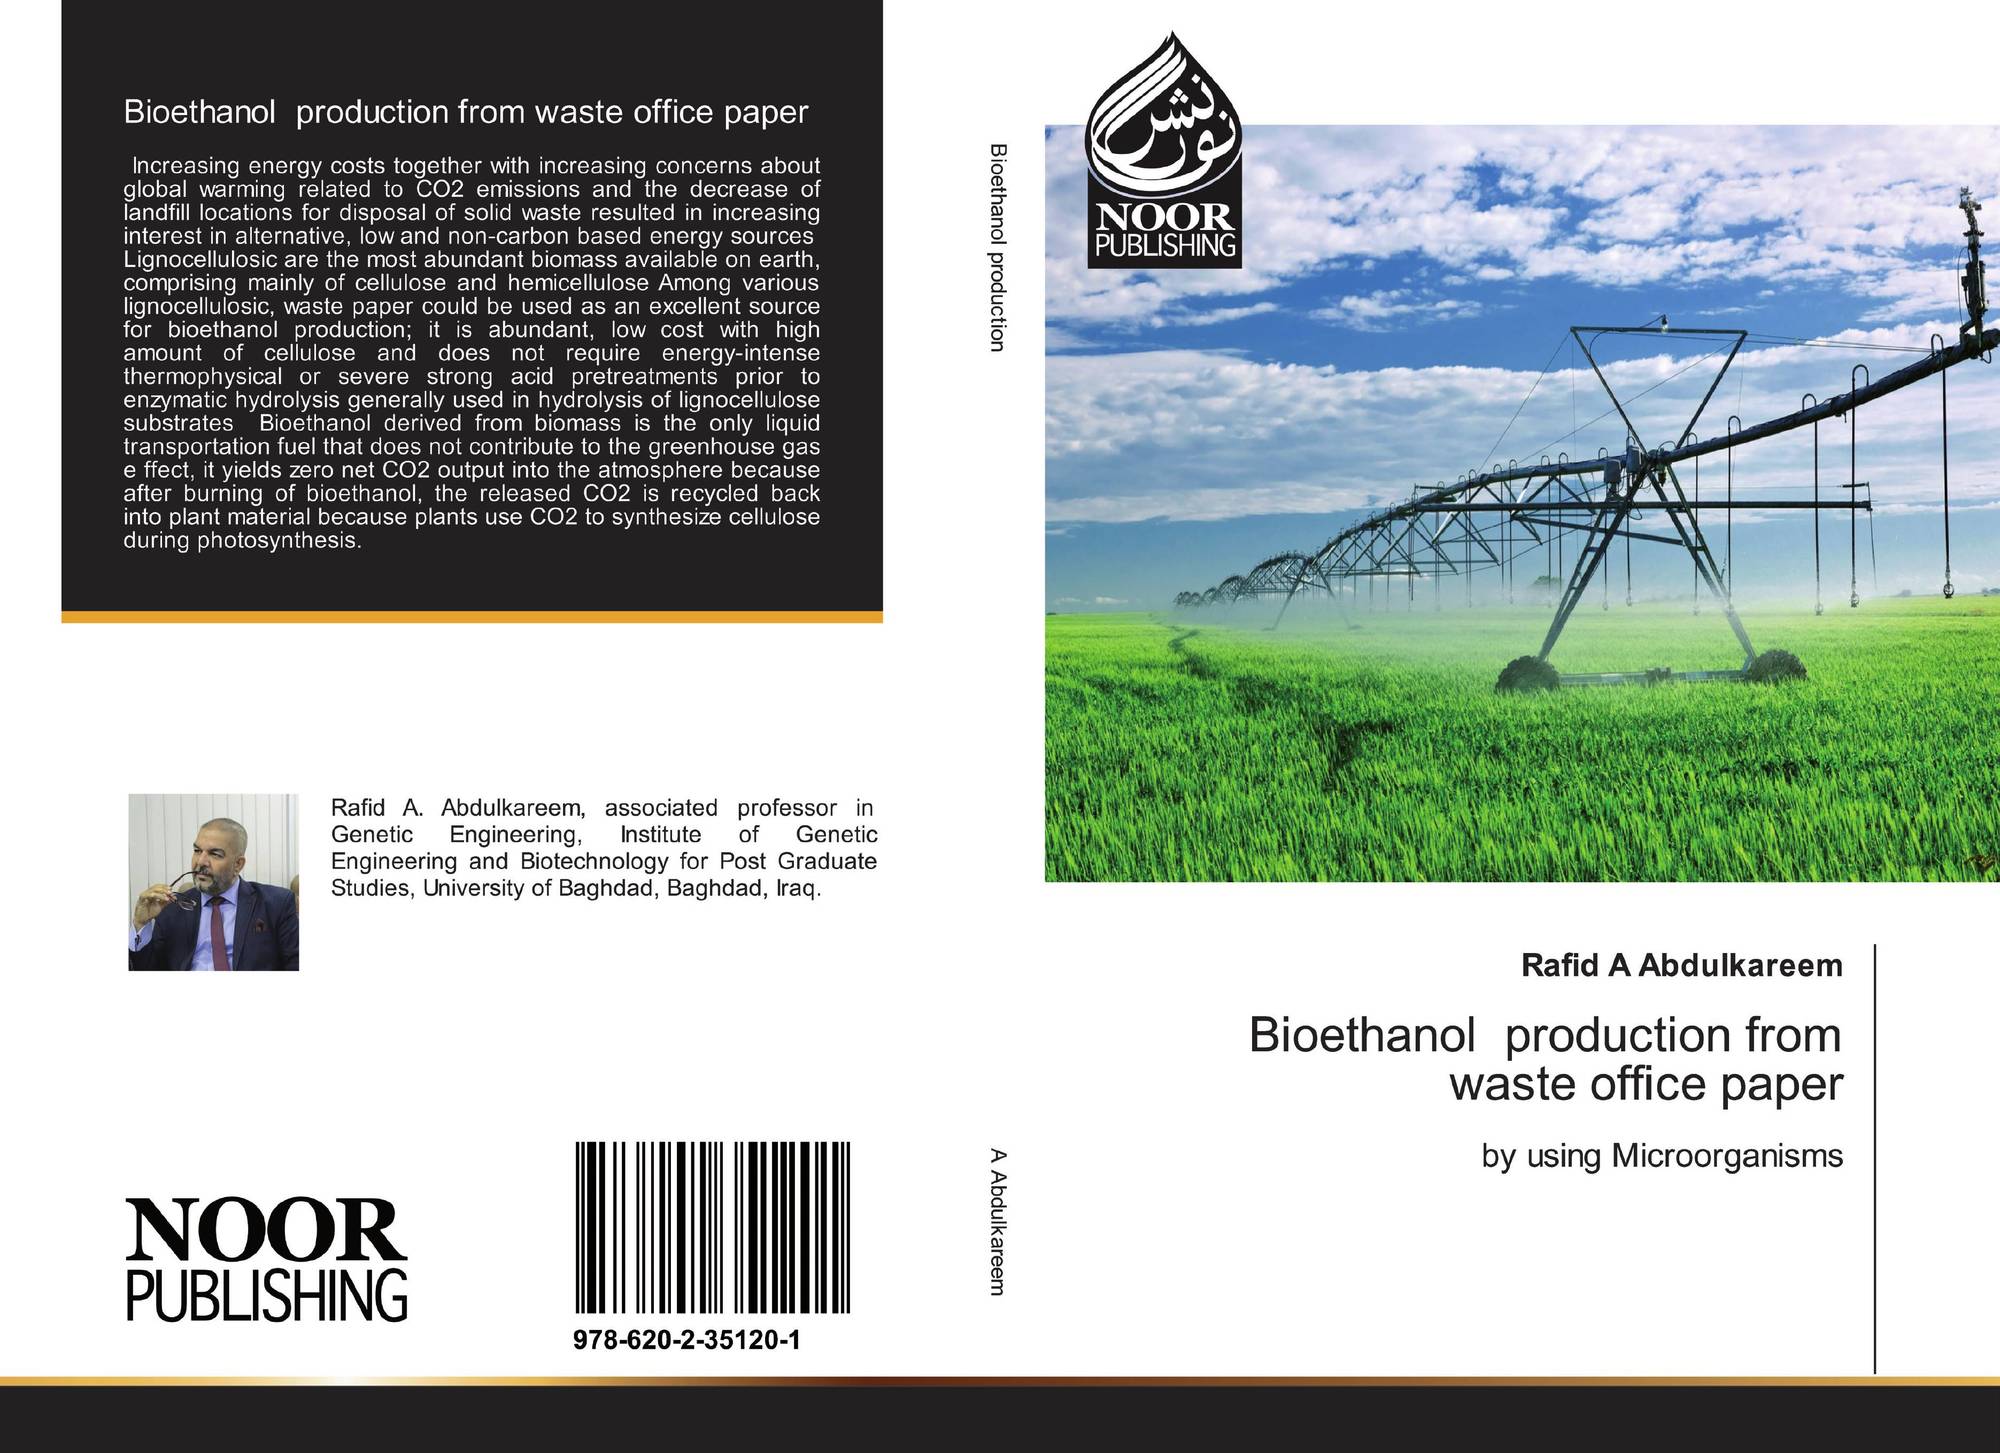 Bioethanol  production from waste office paper
Increasing energy costs together with increasing concerns about
global warming related to CO2 emissions and the decrease of
landfill locations for disposal of solid waste resulted in increasing
interest in alternative, low and non-carbon based energy sources
Lignocellulosic are the most abundant biomass available on earth,
comprising mainly of cellulose and hemicellulose Among various
lignocellulosic, waste paper could be used as an excellent source
for bioethanol production; it is abundant, low cost with high
amount of cellulose and does not require energy-intense
thermophysical or severe strong acid pretreatments prior to
enzymatic hydrolysis generally used in hydrolysis of lignocellulose
substrates  Bioethanol derived from biomass is the only liquid
transportation fuel that does not contribute to the greenhouse gas
e ffect, it yields zero net CO2 output into the atmosphere because
after burning of bioethanol, the released CO2 is recycled back
into plant material because plants use CO2 to synthesize cellulose
during photosynthesis.
Rafid A. Abdulkareem, associated professor in
Genetic Engineering, Institute of Genetic
Engineering and Biotechnology for Post Graduate
Studies, University of Baghdad, Baghdad, Iraq.
NOOR
PUBLISHING
978-620-2-35120-1
Bioethanol production
A Abdulkareem
نور
نشر
NOOR
PUBLISHING
Rafid A Abdulkareem
Bioethanol  production from
waste office paper
by using Microorganisms